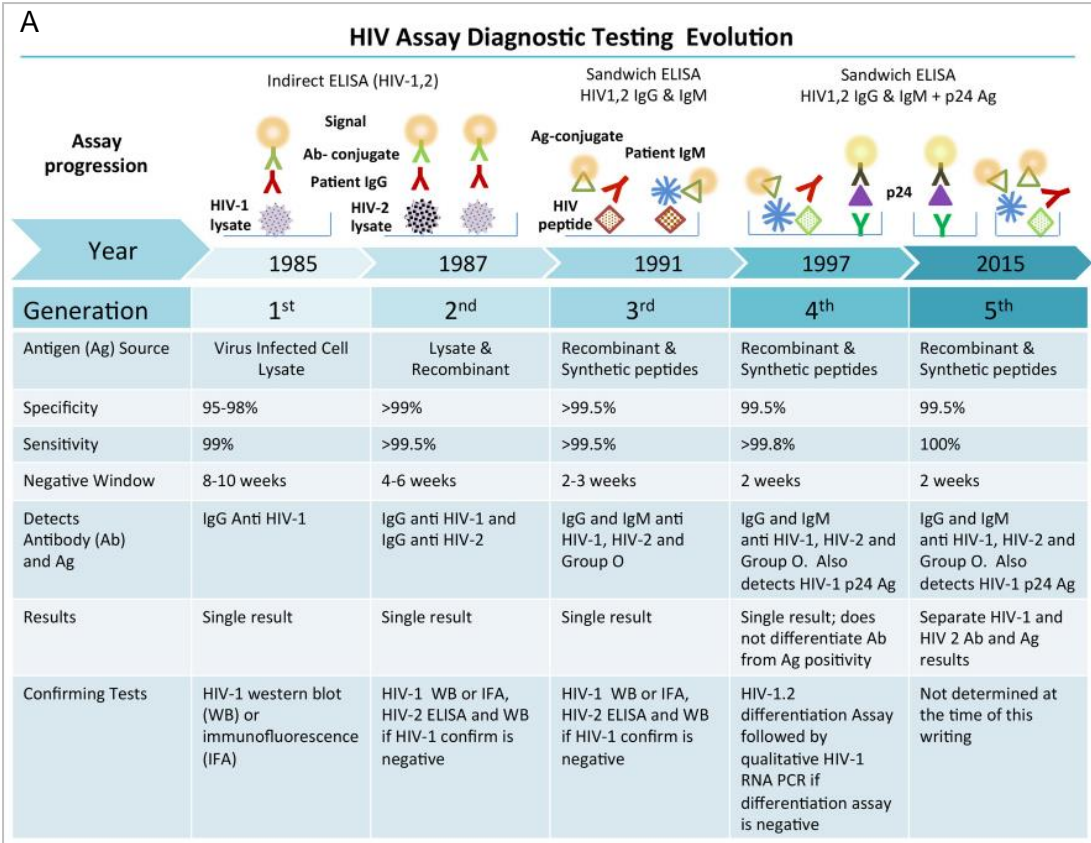 A
HIV Assay Diagnostic Testing Evolution
Assay
progression
Indirect ELISA (HIV-1,2)
Signal
Ab- conjugate
Patient IgG
HIV-1
lysate
HIV-2
lysate
Sandwich ELISA
HIV1,2 IgG & IgM
Ag-conjugate
Patient IgM
HIV
peptide
Sandwich ELISA
HIV1,2 IgG & IgM + p24 Ag
p24
Year
1985
1987
1991
1997
2015
Generation
1st
2nd
3rd
4th
5th
Antigen (Ag) Source
Virus Infected Cell
Lysate
Lysate &
Recombinant
Recombinant &
Synthetic peptides
Recombinant &
Synthetic peptides
Recombinant &
Synthetic peptides
Specificity
95-98%
>99%
>99.5%
99.5%
99.5%
Sensitivity
99%
>99.5%
>99.5%
>99.8%
100%
Negative Window
8-10 weeks
4-6 weeks
2-3 weeks
2 weeks
2 weeks
Detects
Antibody (Ab)
and Ag
IgG Anti HIV-1
IgG anti HIV-1 and
IgG anti HIV-2
IgG and IgM anti
HIV-1, HIV-2 and
Group O
IgG and IgM
anti HIV-1, HIV-2 and
Group O. Also
detects HIV-1 p24 Ag
IgG and IgM
anti HIV-1, HIV-2 and
Group O. Also
detects HIV-1 p24 Ag
Results
Single result
Single result
Single result
Single result; does
not differentiate Ab
from Ag positivity
Separate HIV-1 and
HIV 2 Ab and Ag
results
Confirming Tests
HIV-1 western blot
(WB) or
immunofluorescence
(IFA)
HIV-1 WB or IFA,
HIV-2 ELISA and WB
if HIV-1 confirm is
negative
HIV-1 WB or IFA,
HIV-2 ELISA and WB
if HIV-1 confirm is
negative
HIV-1.2
differentiation Assay
followed by
qualitative HIV-1
RNA PCR if
differentiation assay
is negative
Not determined at
the time of this
writing